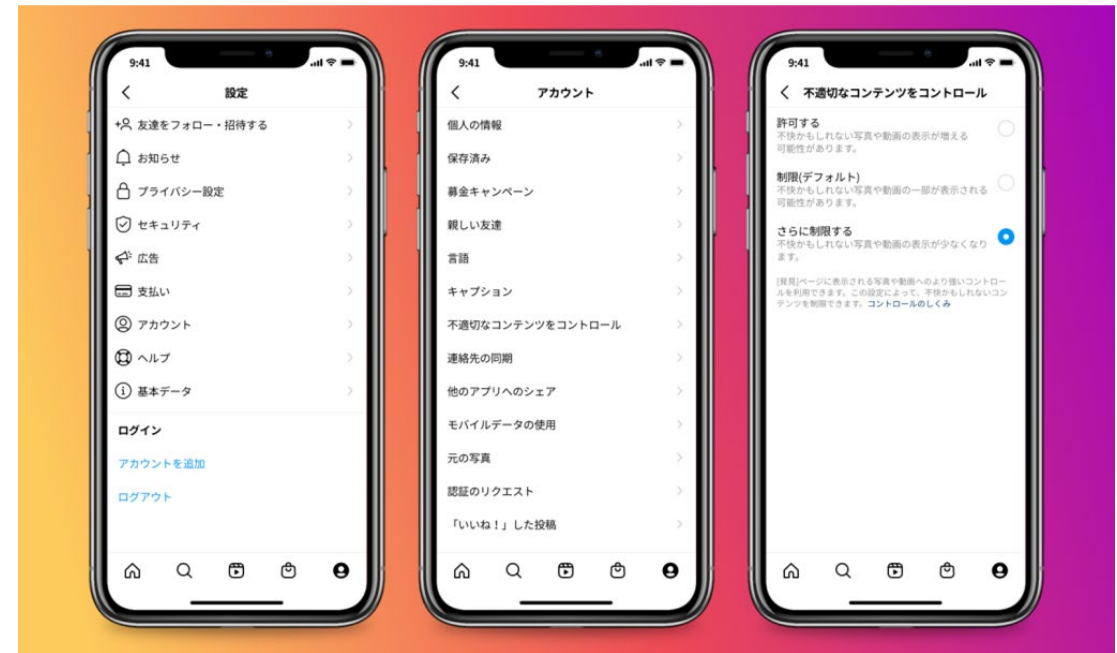 9:41
設定
友達をフォロー・招待する
お知らせ
プライバシー設定
セキュリティ
広告
支払い
アカウント
ヘルプ
基本データ
ログイン
アカウントを追加
ログアウト
9:41
アカウント
個人の情報
保存済み
募金キャンペーン
親しい友達
言語
キャプション
不適切なコンテンツをコントロール
連絡先の同期
他のアプリへのシェア
モバイルデータの使用
元の写真
認証のリクエスト
「いいね！」した投稿
9:41
不適切なコンテンツをコントロール
許可する
不快かもしれない写真や動画の表示が増える
可能性があります。
制限(デフォルト)
不快かもしれない写真や動画の一部が表示される
可能性があります。
さらに制限する
不快かもしれない写真や動画の表示が少なくなり
ます。
[発見]ページに表示される写真や動画へのより強いコントロー
ルを利用できます。この設定によって、不快かもしれないコン
テンツを制限できます。コントロールのしくみ